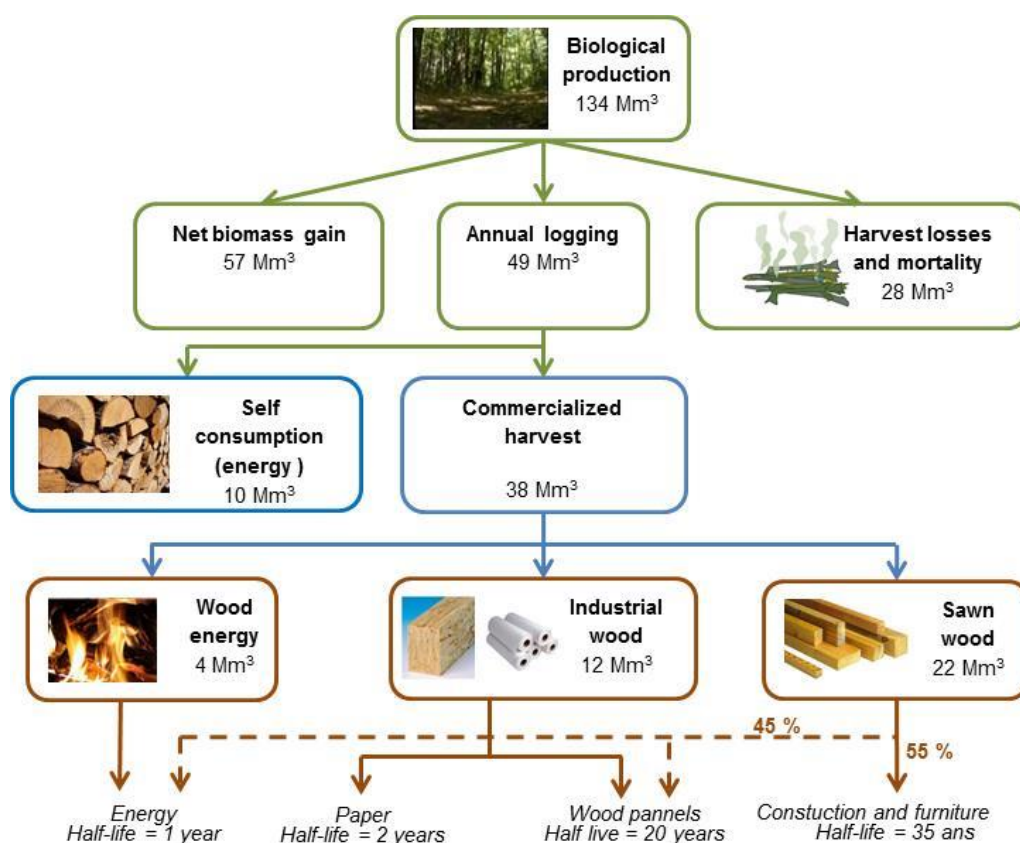 Biological
production
134 Mm³
Net biomass gain
57 Mm³
Annual logging
49 Mm³
Harvest losses
and mortality
28 Mm³
Self
consumption
(energy )
10 Mm³
Commercialized
harvest
38 Mm³
Wood
energy
4 Mm³
Industrial
wood
12 Mm³
Sawn
wood
22 Mm³
45 %
55 %
Energy
Half-life = 1 year
Paper
Half-life = 2 years
Wood pannels
Half live = 20 years
Constuction and furniture
Half-life = 35 ans